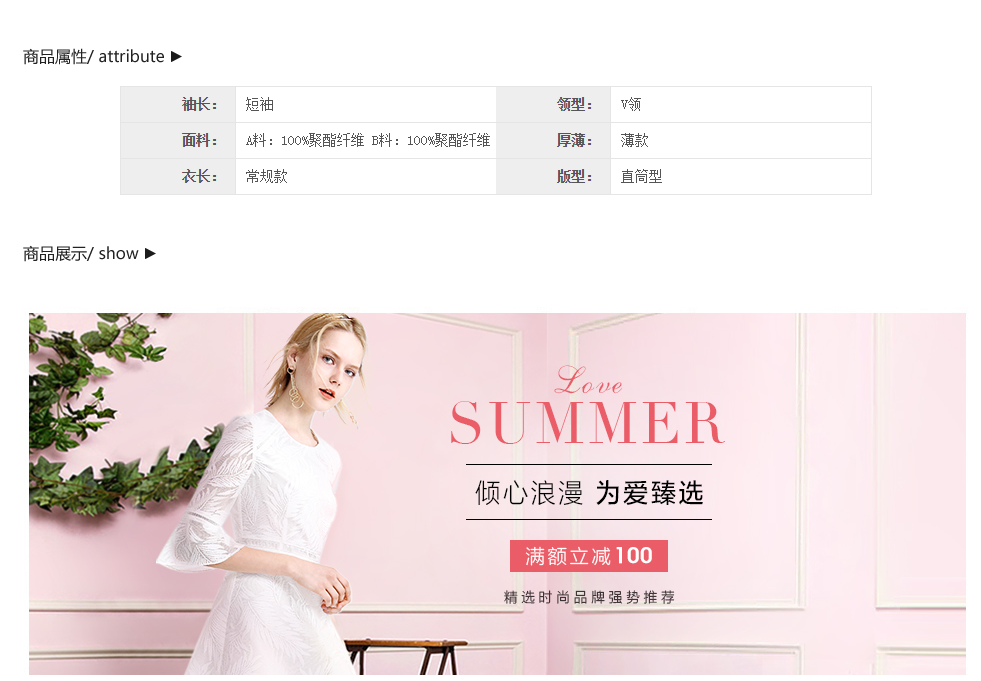 商品属性/ attribute ►
袖长： 短袖 领型： V领
面料： A料：100%聚酯纤维 B料：100%聚酯纤维 厚薄： 薄款
衣长： 常规款 版型： 直筒型
商品展示/ show ►
Love
SUMMER
倾心浪漫 为爱臻选
满额立减100
精选时尚品牌强势推荐